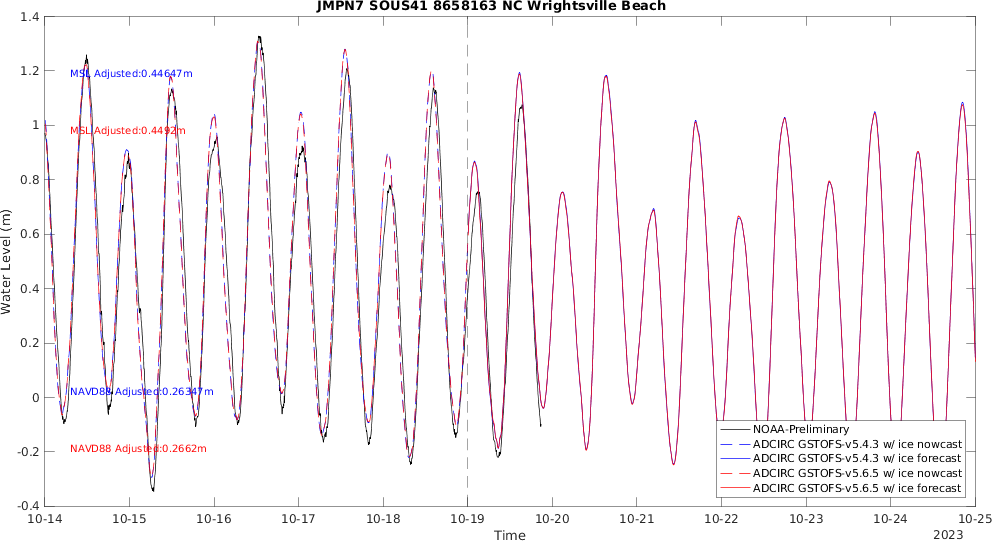 JMPN7 SOUS41 8658163 NC Wrightsville Beach
1.4
1.2
1
0.8
0.6
0.4
0.2
0
-0.2
-0.4
Water Level (m)
MSL Adjusted:0.44647m
MSL Adjusted:0.4492m
NAVD88 Adjusted:0.26347m
NAVD88 Adjusted:0.2662m
NOAA-Preliminary
ADCIRC GSTOFS-v5.4.3 w/ ice nowcast
ADCIRC GSTOFS-v5.4.3 w/ ice forecast
ADCIRC GSTOFS-v5.6.5 w/ ice nowcast
ADCIRC GSTOFS-v5.6.5 w/ ice forecast
10-14 10-15 10-16 10-17 10-18 10-19 10-20 10-21 10-22 10-23 10-24 10-25
Time
2023